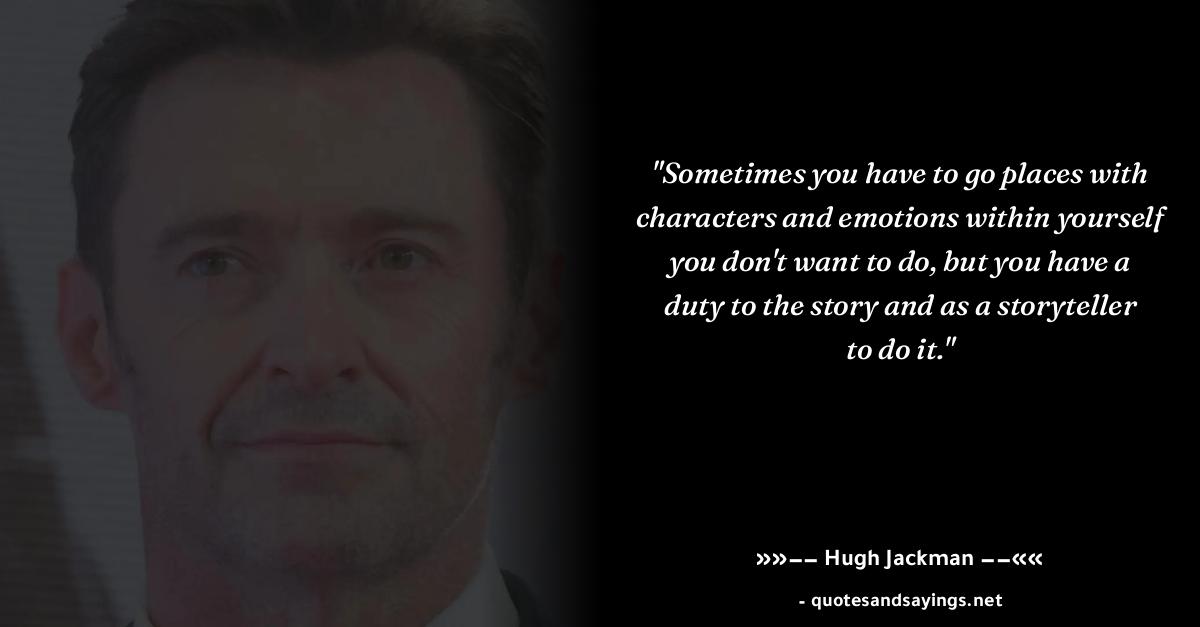 "Sometimes you have to go places with
characters and emotions within yourself
you don't want to do, but you have a
duty to the story and as a storyteller
to do it."
»»−− Hugh Jackman −−««
- quotesandsayings.net